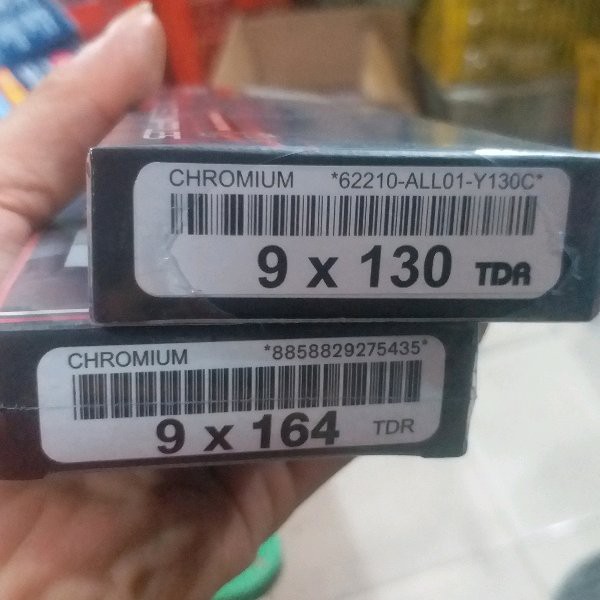 CHROMIUM *62210-ALL01-Y130C*
9 x 130 TDR
CHROMIUM *8858829275435*
9 x 164 TDR